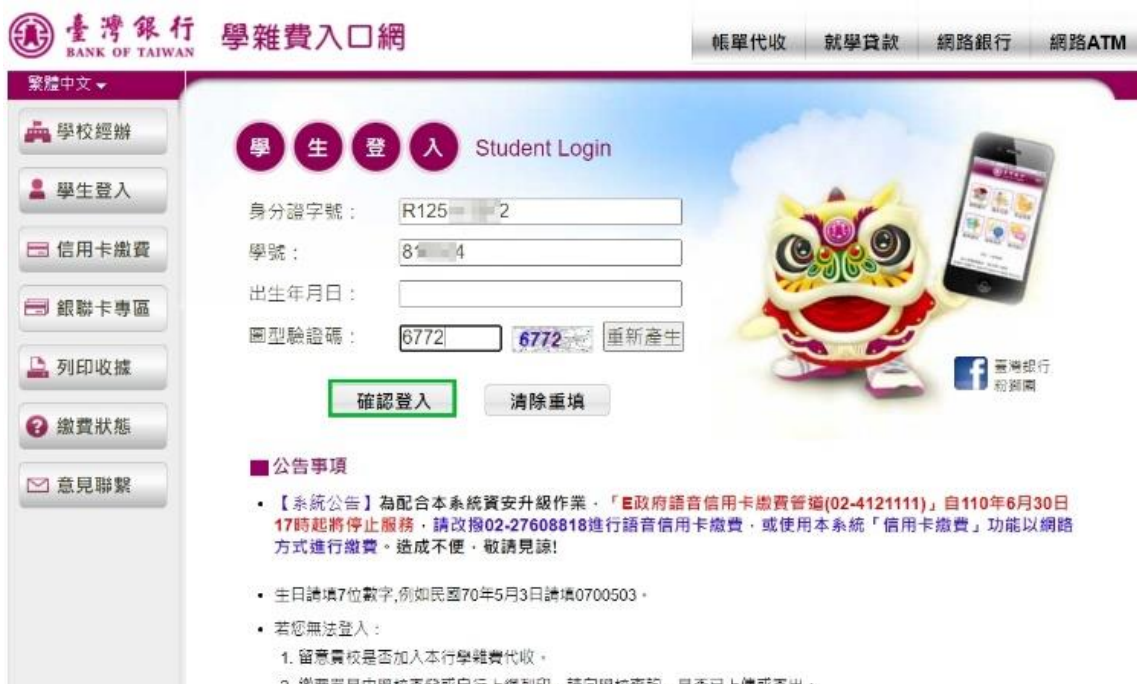 臺灣銀行
BANK OF TAIWAN
學雜費入口網
帳單代收 就學貸款 網路銀行 網路ATM
繁體中文
學校經辦
學生登入
信用卡繳費
銀聯卡專區
列印收據
繳費狀態
意見聯繫
學生登入 Student Login
身分證字號： R125 2
學號： 81 4
出生年月日：
圖型驗證碼： 6772 6772 重新產生
確認登入 清除重填
臺灣銀行
粉獅團
公告事項
【系統公告】為配合本系統資安升級作業，「E政府語音信用卡繳費管道(02-4121111)」自110年6月30日
17時起將停止服務，請改撥02-27608818進行語音信用卡繳費，或使用本系統「信用卡繳費」功能以網路
方式進行繳費。造成不便，敬請見諒!
生日請填7位數字,例如民國70年5月3日請填0700503。
若您無法登入：
1. 留意貴校是否加入本行學雜費代收。